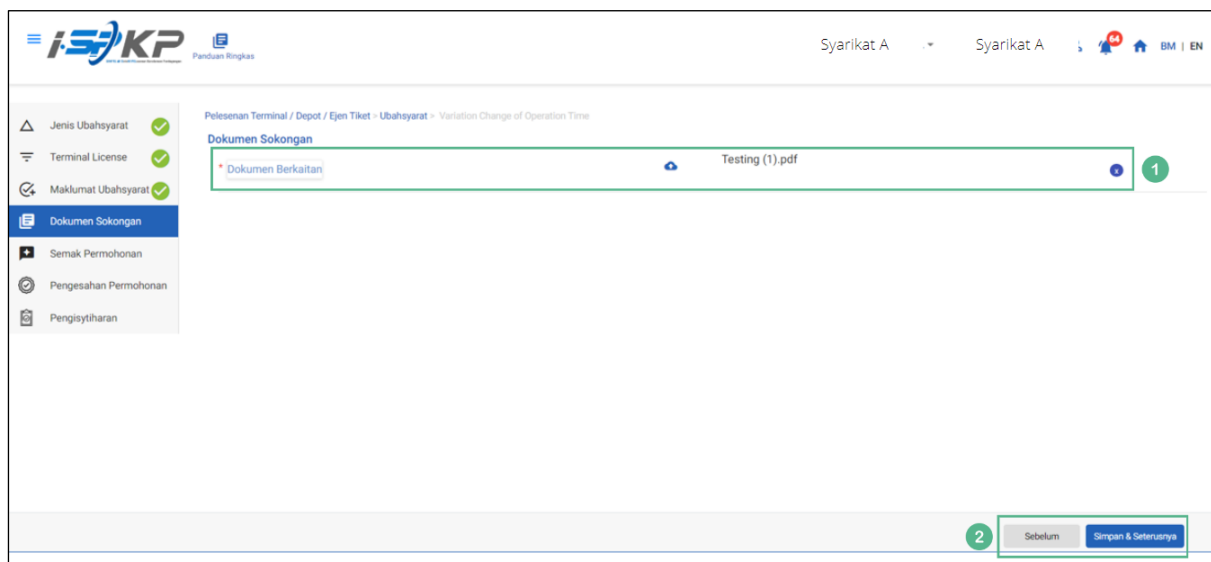 i-SPKP
Panduan Ringkas
Syarikat A
Syarikat A
64
BM | EN
Jenis Ubahsyarat
Terminal License
Maklumat Ubahsyarat
Dokumen Sokongan
Semak Permohonan
Pengesahan Permohonan
Pengisytiharan
Pelesenan Terminal / Depot / Ejen Tiket > Ubahsyarat > Variation Change of Operation Time
Dokumen Sokongan
* Dokumen Berkaitan
Testing (1).pdf
x
1
2
Sebelum
Simpan & Seterusnya